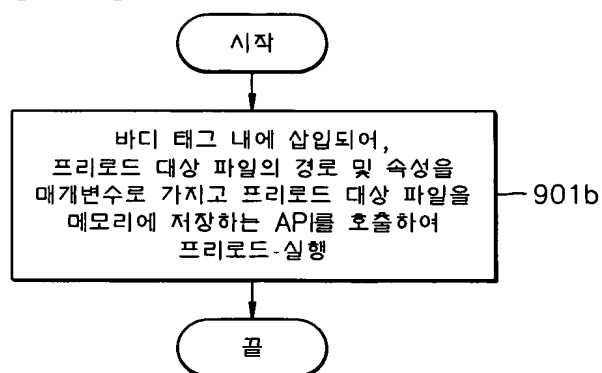 시작
바디 태그 내에 삽입되어,
프리로드 대상 파일의 경로 및 속성을
매개변수로 가지고 프리로드 대상 파일을
메모리에 저장하는 API를 호출하여
프리로드-실행
901b
끝